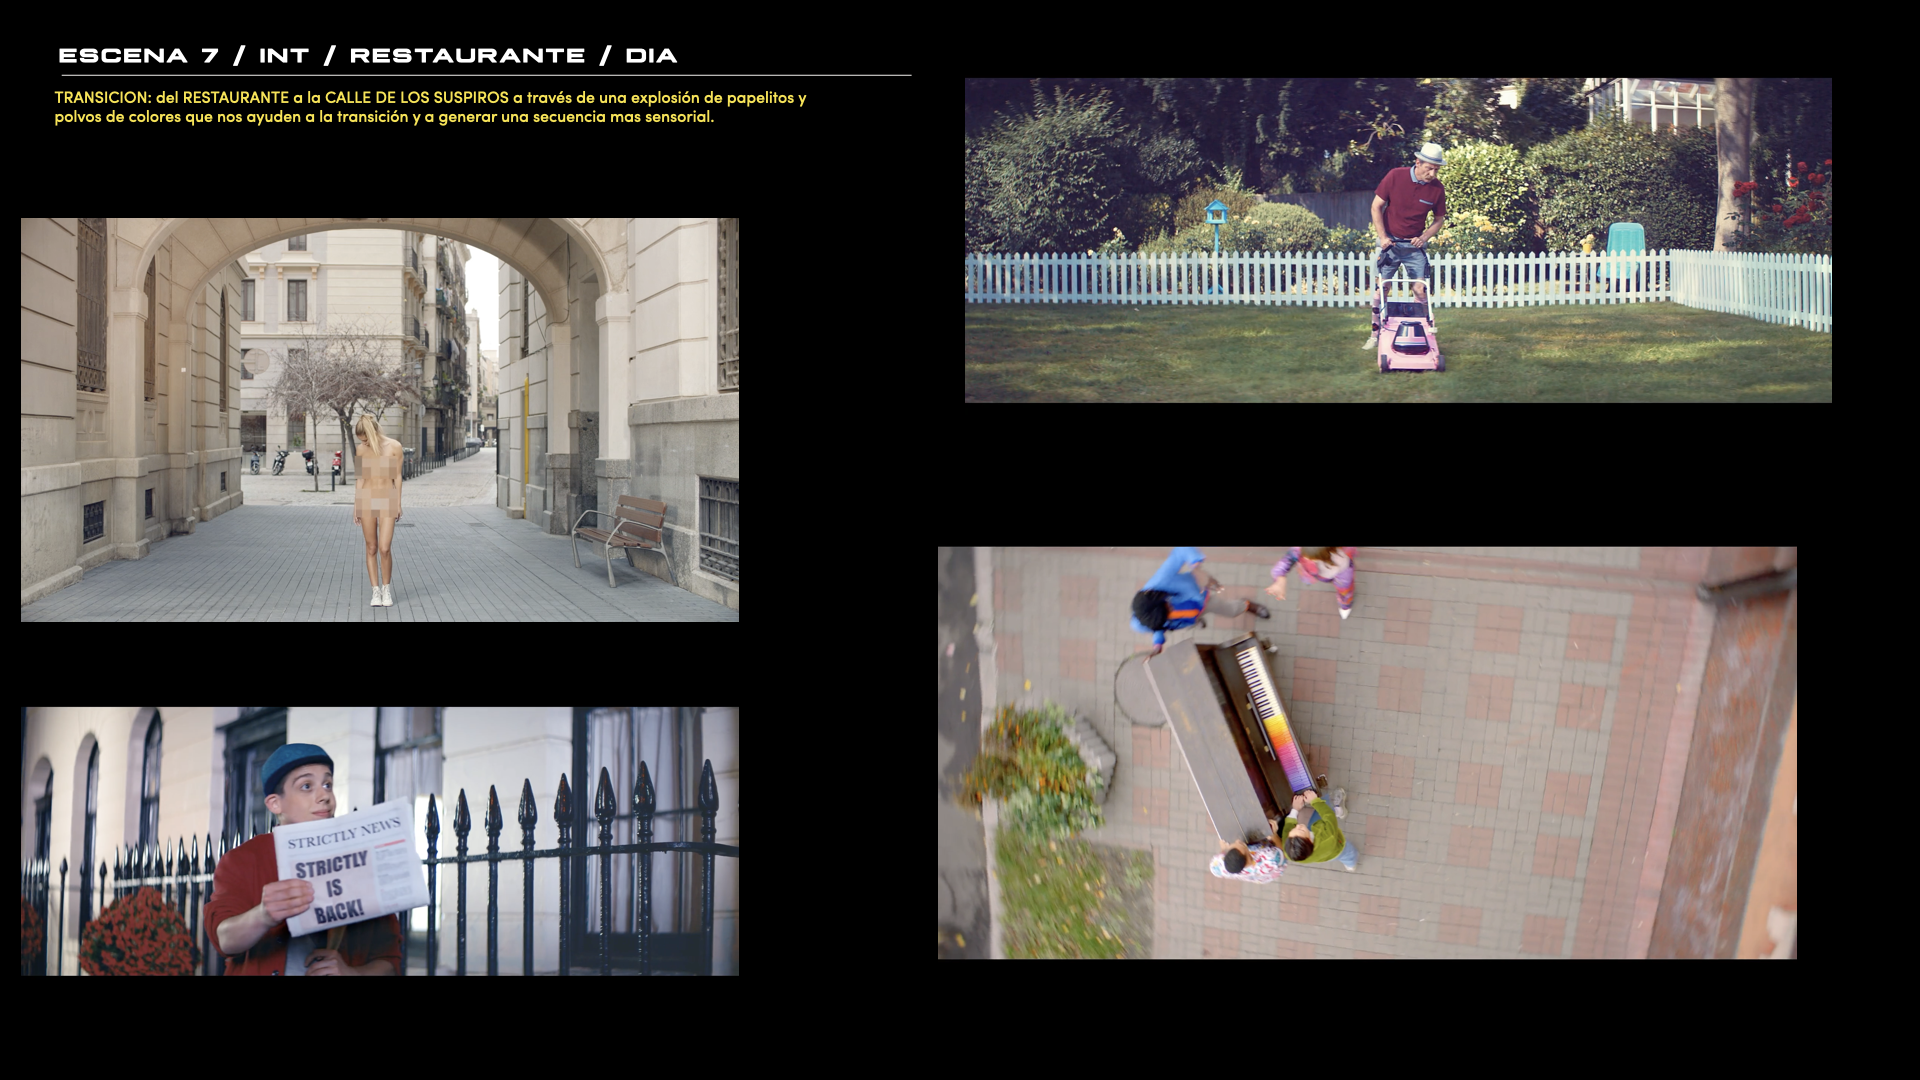 ESCENA 7 / INT / RESTAURANTE / DIA
TRANSICION: del RESTAURANTE a la CALLE DE LOS SUSPIROS a través de una explosión de papelitos y
polvos de colores que nos ayuden a la transición y a generar una secuencia mas sensorial.
STRICTLY NEWS
STRICTLY
IS
BACK!